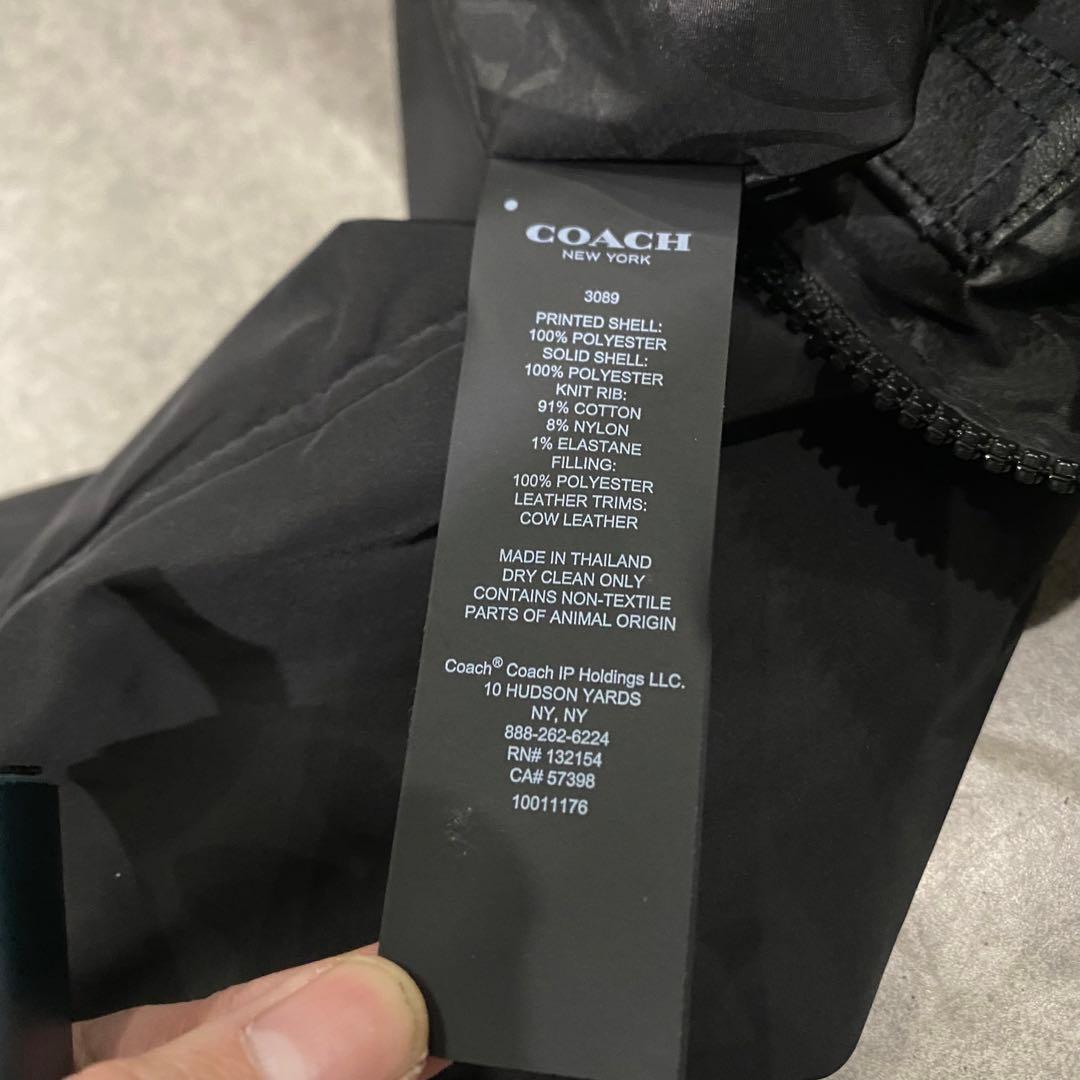 COACH
NEW YORK
3089
PRINTED SHELL:
100% POLYESTER
SOLID SHELL:
100% POLYESTER
KNIT RIB:
91% COTTON
8% NYLON
1% ELASTANE
FILLING:
100% POLYESTER
LEATHER TRIMS:
COW LEATHER
MADE IN THAILAND
DRY CLEAN ONLY
CONTAINS NON-TEXTILE
PARTS OF ANIMAL ORIGIN
Coach® Coach IP Holdings LLC.
10 HUDSON YARDS
NY, NY
888-262-6224
RN# 132154
CA# 57398
10011176